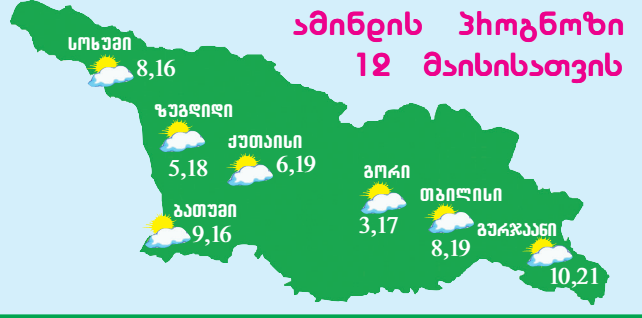 ამინდის პროგნოზი
12 მაისისათვის
სოხუმი
8,16
ზუგდიდი
5,18
ქუთაისი
6,19
ბათუმი
9,16
გორი
3,17
თბილისი
8,19
გურჯაანი
10,21